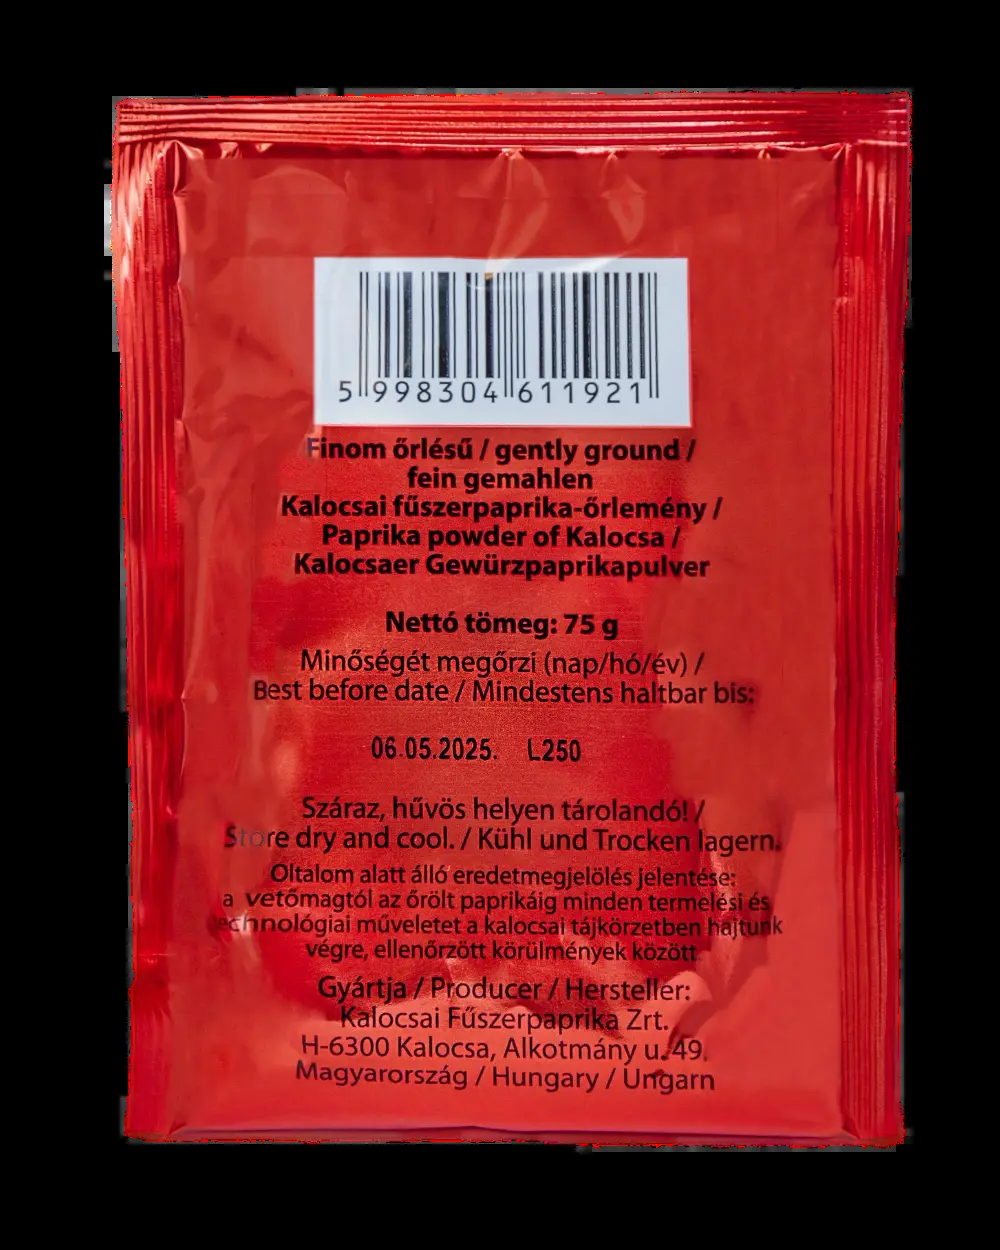 5 998304 611921
Finom őrlésű / gently ground /
fein gemahlen
Kalocsai fűszerpaprika-őrlemény /
Paprika powder of Kalocsa /
Kalocsaer Gewürzpaprikapulver
Nettó tömeg: 75 g
Minőségét megőrzi (nap/hó/év) /
Best before date / Mindestens haltbar bis:
06.05.2025. L250
Száraz, hűvös helyen tárolandó! /
Store dry and cool. / Kühl und Trocken lagern.
Oltalom alatt álló eredetmegjelölés jelentése:
a vetőmagtól az őrölt paprikáig minden termelési és
technológiai műveletet a kalocsai tájkörzetben hajtunk
végre, ellenőrzött körülmények között.
Gyártja / Producer / Hersteller:
Kalocsai Fűszerpaprika Zrt.
H-6300 Kalocsa, Alkotmány u. 49.
Magyarország / Hungary / Ungarn